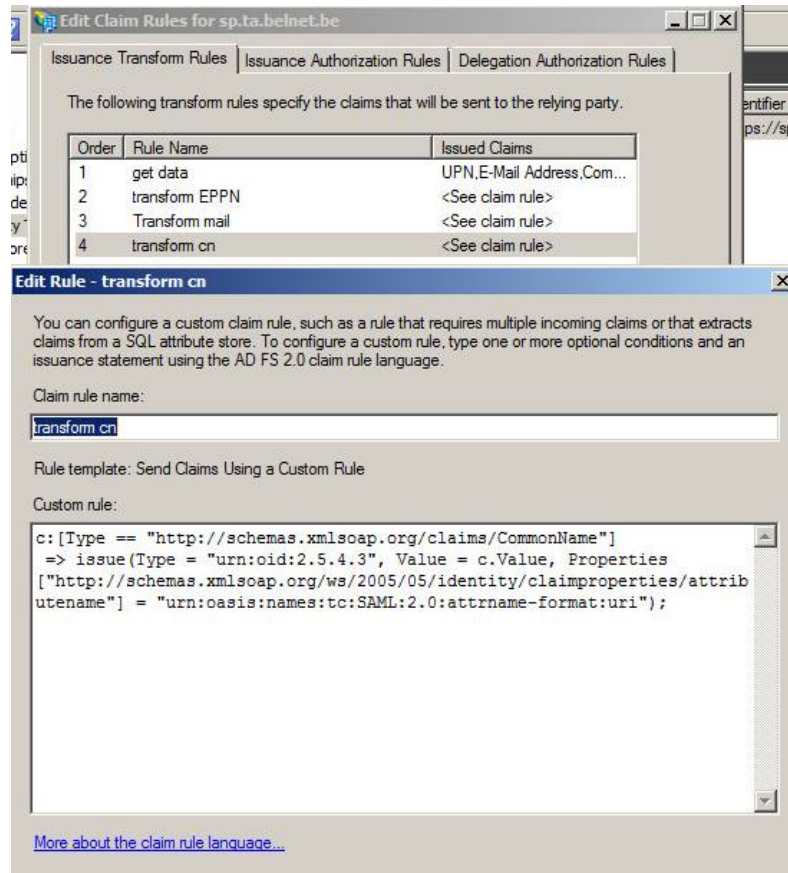 Edit Claim Rules for sp.ta.belnet.be
Issuance Transform Rules Issuance Authorization Rules Delegation Authorization Rules
The following transform rules specify the claims that will be sent to the relying party.
entifier
ps://s
Order Rule Name Issued Claims
1 get data UPN,E-Mail Address,Com...
2 transform EPPN <See claim rule>
3 Transform mail <See claim rule>
4 transform cn <See claim rule>
Edit Rule - transform cn
You can configure a custom claim rule, such as a rule that requires multiple incoming claims or that extracts
claims from a SQL attribute store. To configure a custom rule, type one or more optional conditions and an
issuance statement using the AD FS 2.0 claim rule language.
Claim rule name:
transform cn
Rule template: Send Claims Using a Custom Rule
Custom rule:
c:[Type == "http://schemas.xmlsoap.org/claims/CommonName"]
=> issue(Type = "urn:oid:2.5.4.3", Value = c.Value, Properties
["http://schemas.xmlsoap.org/ws/2005/05/identity/claimproperties/attrib
utename"] = "urn:oasis:names:tc:SAML:2.0:attrname-format:uri");
More about the claim rule language...